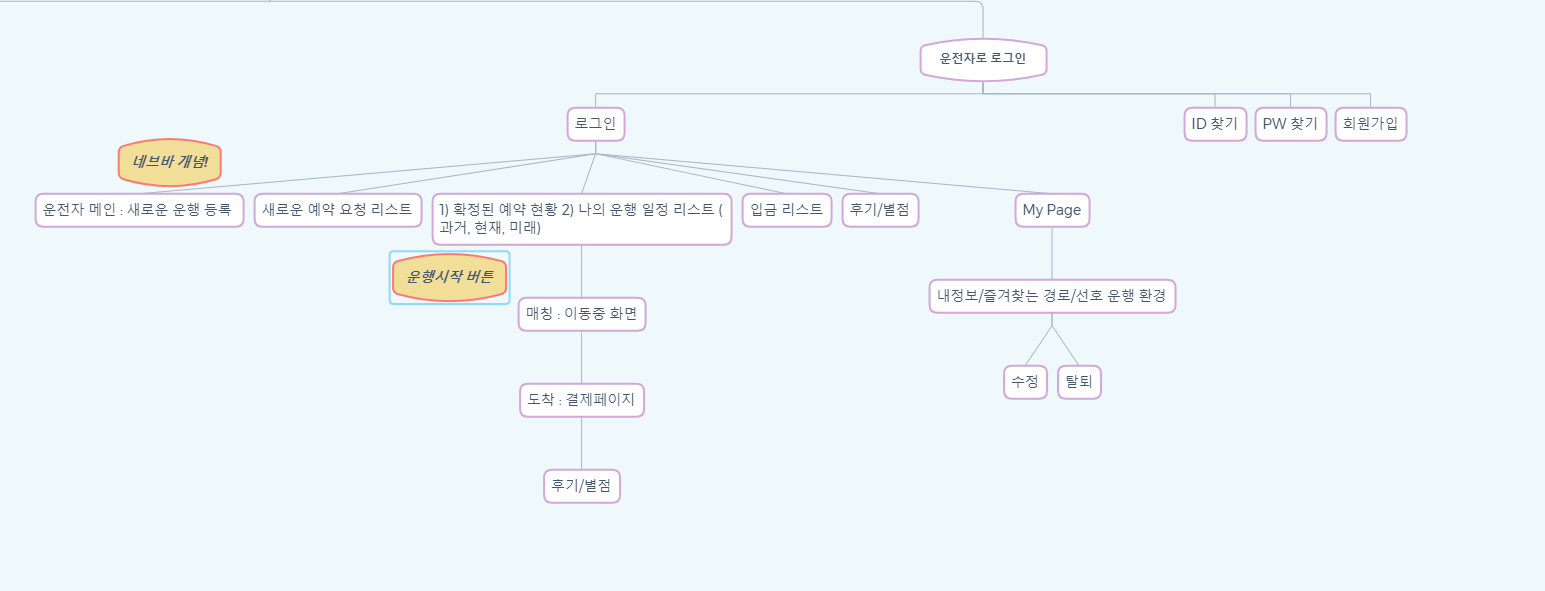 운전자로 로그인
로그인
ID 찾기
PW 찾기
회원가입
네브바 개념!
운전자 메인 : 새로운 운행 등록
새로운 예약 요청 리스트
1) 확정된 예약 현황 2) 나의 운행 일정 리스트 (
과거, 현재, 미래)
입금 리스트
후기/별점
My Page
운행시작 버튼
매칭 : 이동중 화면
내정보/즐겨찾는 경로/선호 운행 환경
수정
탈퇴
도착 : 결제페이지
후기/별점